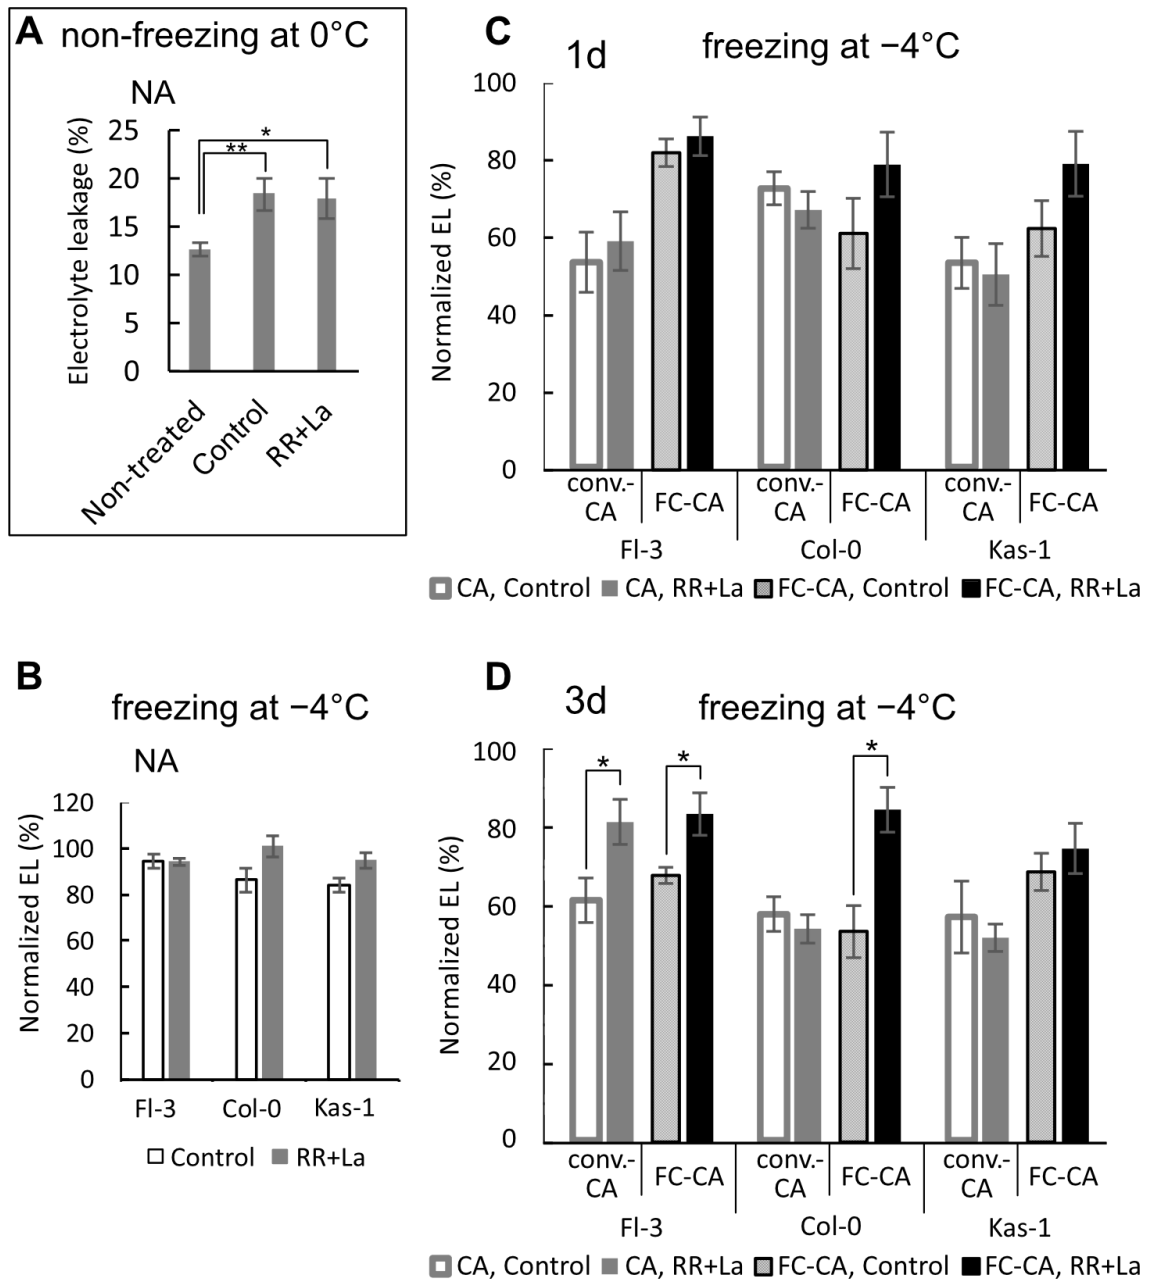 A non-freezing at 0°C
NA
Electrolyte leakage (%)
25
20
15
10
5
0
**
*
Non-treated
Control
RR+La
B
freezing at −4°C
NA
Normalized EL (%)
120
100
80
60
40
20
0
Fl-3 Col-0 Kas-1
Control RR+La
C 1d freezing at −4°C
Normalized EL (%)
100
80
60
40
20
0
conv.- conv.- conv.-
CA FC-CA CA FC-CA CA FC-CA
Fl-3 Col-0 Kas-1
CA, Control CA, RR+La FC-CA, Control FC-CA, RR+La
D 3d freezing at −4°C
Normalized EL (%)
100
80
60
40
20
0
* * *
conv.- conv.- conv.-
CA FC-CA CA FC-CA CA FC-CA
Fl-3 Col-0 Kas-1
CA, Control CA, RR+La FC-CA, Control FC-CA, RR+La